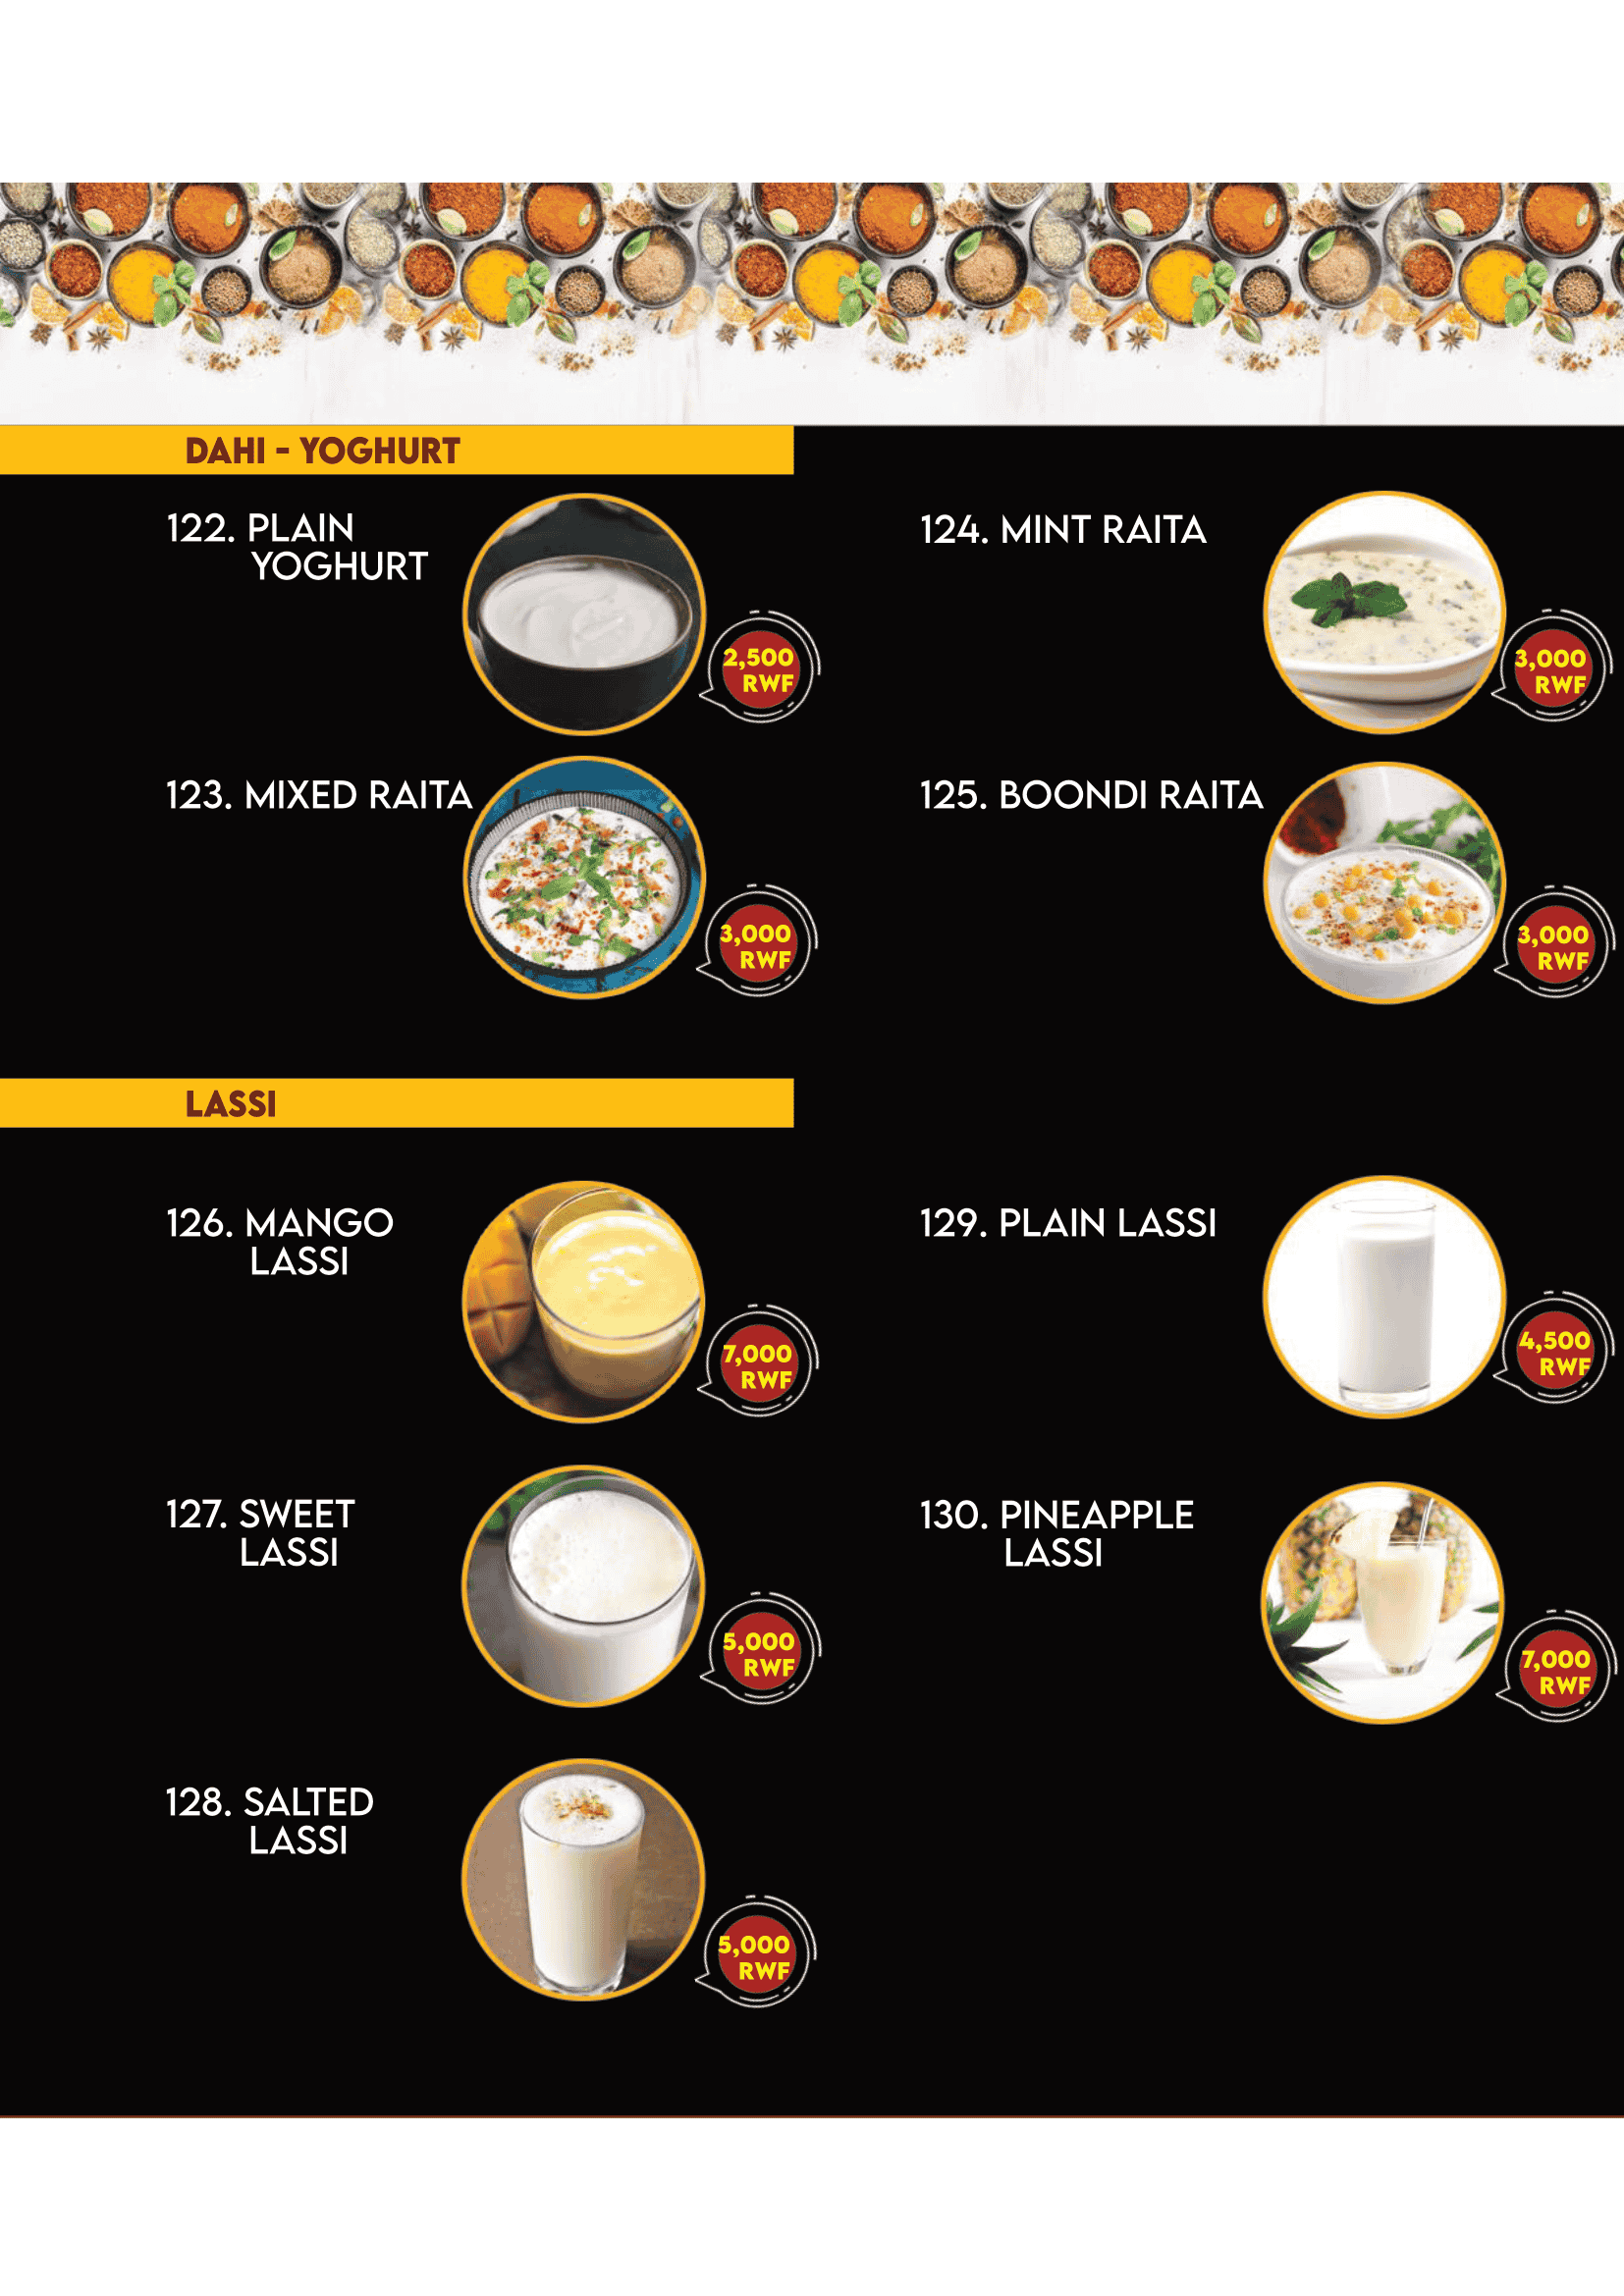 DAHI - YOGHURT
122. PLAIN
YOGHURT
2,500
RWF
123. MIXED RAITA
3,000
RWF
124. MINT RAITA
3,000
RWF
125. BOONDI RAITA
3,000
RWF
LASSI
126. MANGO
LASSI
7,000
RWF
127. SWEET
LASSI
5,000
RWF
128. SALTED
LASSI
5,000
RWF
129. PLAIN LASSI
4,500
RWF
130. PINEAPPLE
LASSI
7,000
RWF